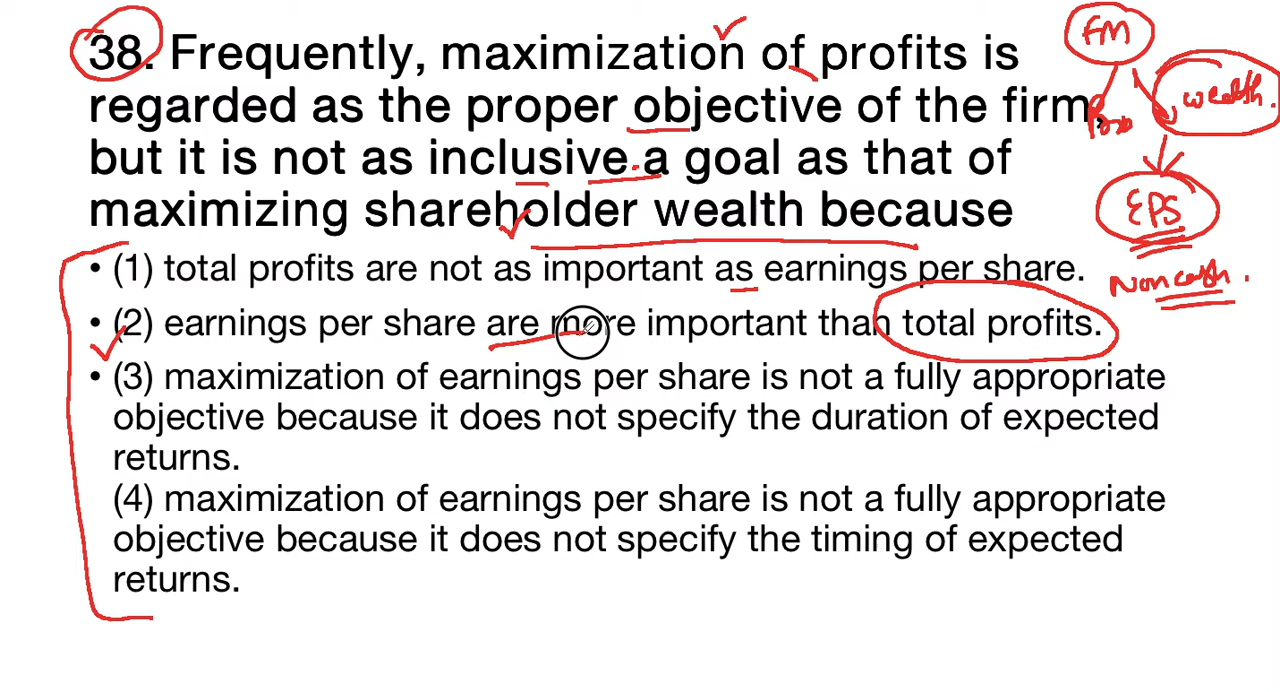 38. Frequently, maximization of profits is
regarded as the proper objective of the firm,
but it is not as inclusive a goal as that of
maximizing shareholder wealth because
• (1) total profits are not as important as earnings per share.
• (2) earnings per share are more important than total profits.
• (3) maximization of earnings per share is not a fully appropriate
objective because it does not specify the duration of expected
returns.
(4) maximization of earnings per share is not a fully appropriate
objective because it does not specify the timing of expected
returns.
FM
wealth.
EPS
Non cash.